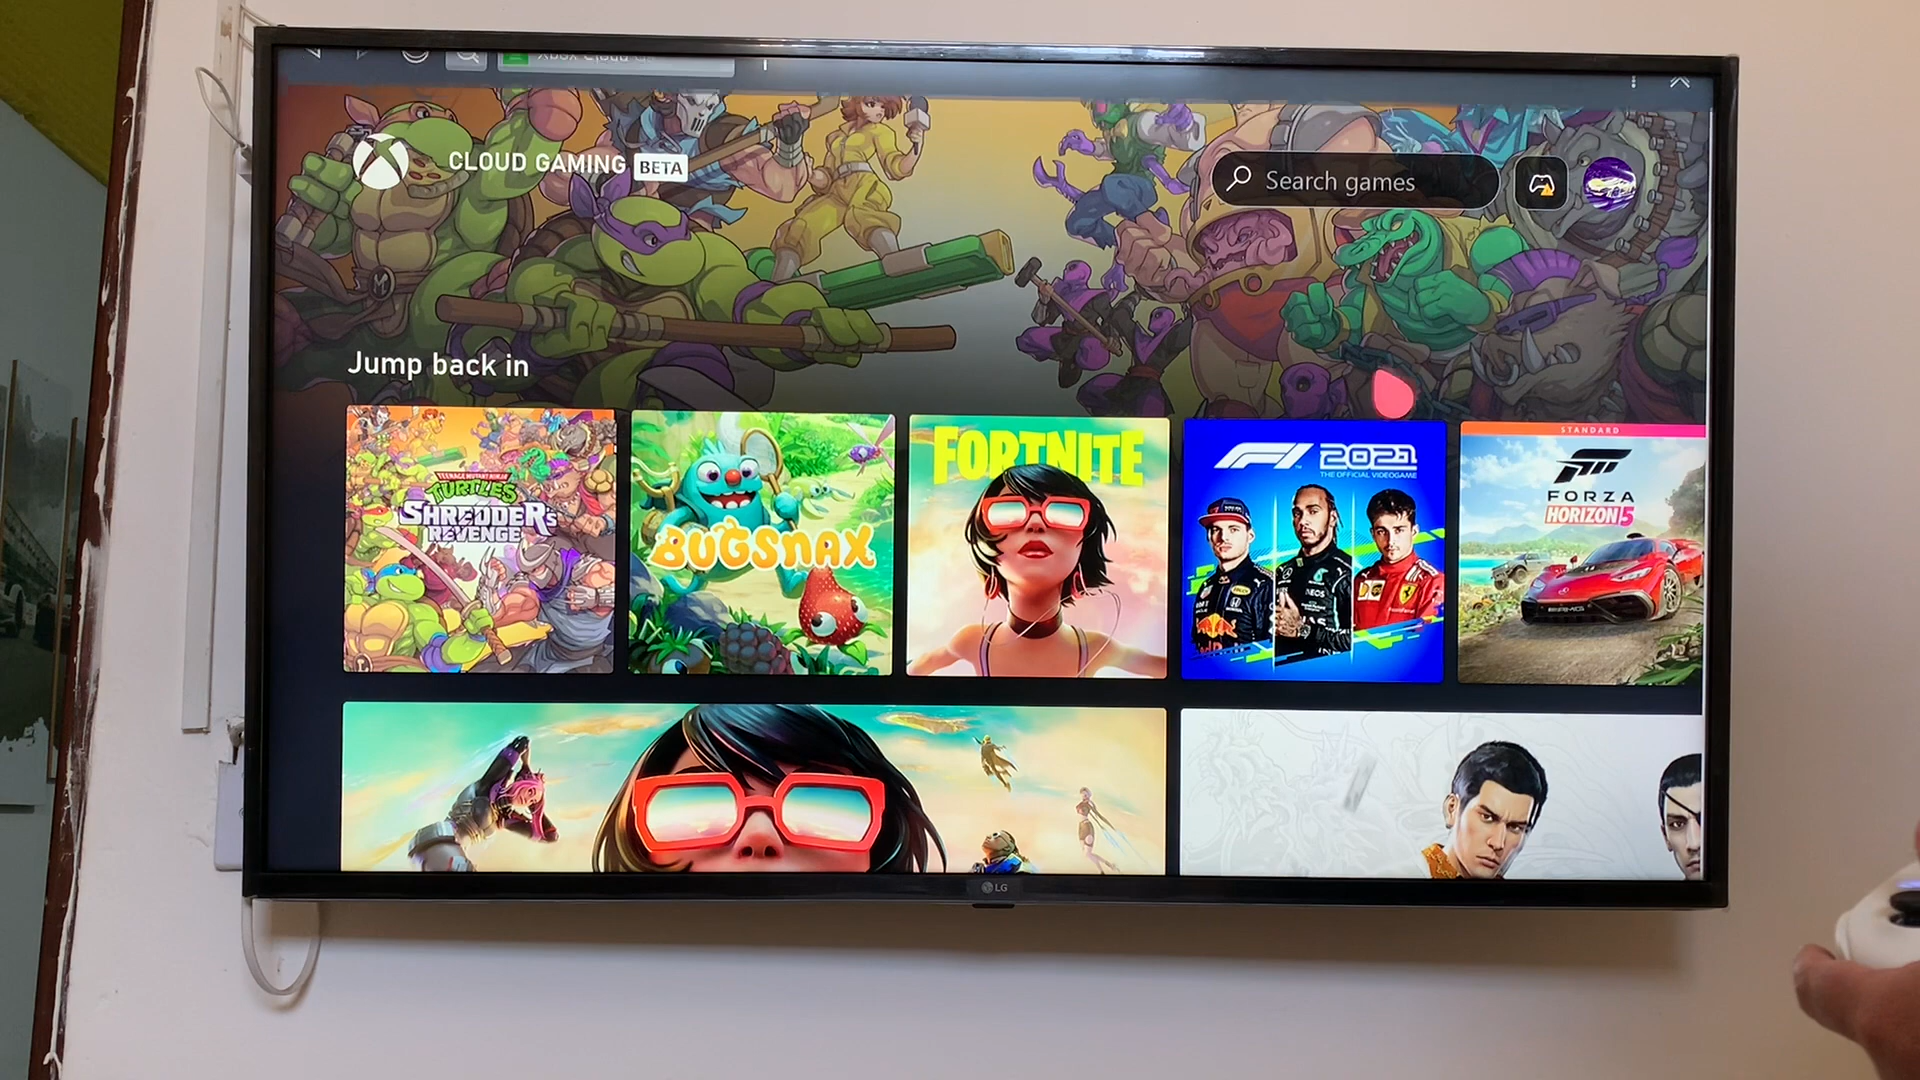 CLOUD GAMING BETA
Search games
Jump back in
TEENAGE MUTANT NINJA
TURTLES
SHREDDER'S
REVENGE
BUGSNAX
FORTNITE
F1 2021
THE OFFICIAL VIDEOGAME
STANDARD
FORZA
HORIZON 5
LG